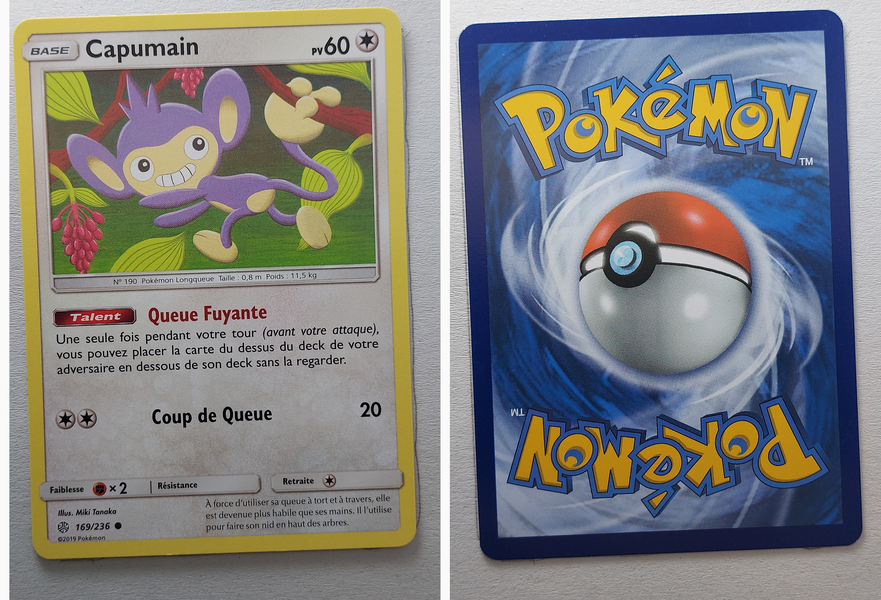 BASE Capumain PV60
N° 190 Pokémon Longqueue Taille : 0,8 m Poids : 11,5 kg
Talent Queue Fuyante
Une seule fois pendant votre tour (avant votre attaque),
vous pouvez placer la carte du dessus du deck de votre
adversaire en dessous de son deck sans la regarder.
Coup de Queue 20
Faiblesse ×2 Résistance Retraite
Illus. Miki Tanaka
169/236
©2019 Pokémon
À force d'utiliser sa queue à tort et à travers, elle
est devenue plus habile que ses mains. Il l'utilise
pour faire son nid en haut des arbres.
POKéMON TM
POKéMON TM